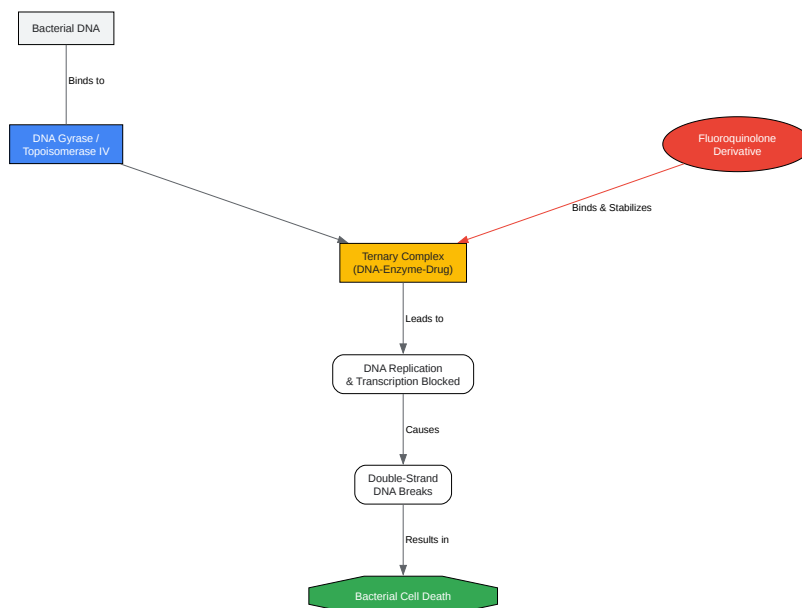 Bacterial DNA
Binds to
DNA Gyrase /
Topoisomerase IV
Fluoroquinolone
Derivative
Binds & Stabilizes
Ternary Complex
(DNA-Enzyme-Drug)
Leads to
DNA Replication
& Transcription Blocked
Causes
Double-Strand
DNA Breaks
Results in
Bacterial Cell Death